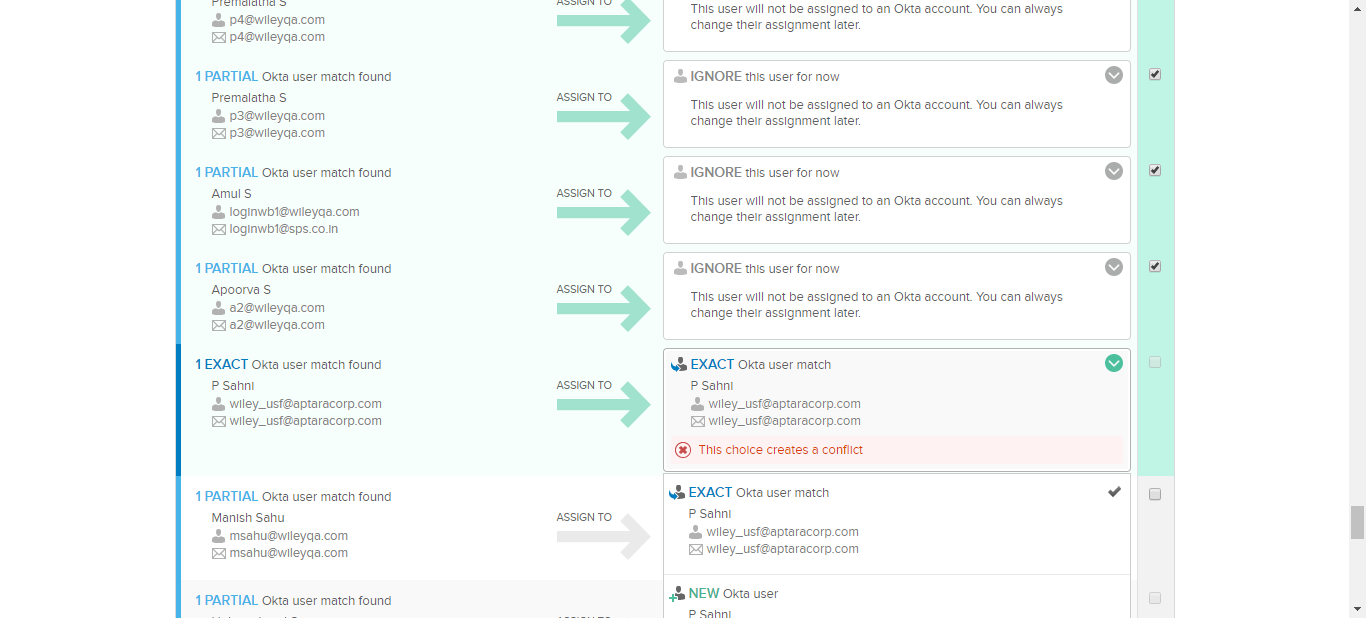 Premalatha S
p4@wileyqa.com
p4@wileyqa.com
ASSIGN TO
This user will not be assigned to an Okta account. You can always
change their assignment later.
1 PARTIAL Okta user match found
Premalatha S
p3@wileyqa.com
p3@wileyqa.com
ASSIGN TO
IGNORE this user for now
This user will not be assigned to an Okta account. You can always
change their assignment later.
1 PARTIAL Okta user match found
Amul S
loginwb1@wileyqa.com
loginwb1@sps.co.in
ASSIGN TO
IGNORE this user for now
This user will not be assigned to an Okta account. You can always
change their assignment later.
1 PARTIAL Okta user match found
Apoorva S
a2@wileyqa.com
a2@wileyqa.com
ASSIGN TO
IGNORE this user for now
This user will not be assigned to an Okta account. You can always
change their assignment later.
1 EXACT Okta user match found
P Sahni
wiley_usf@aptaracorp.com
wiley_usf@aptaracorp.com
ASSIGN TO
EXACT Okta user match
P Sahni
wiley_usf@aptaracorp.com
wiley_usf@aptaracorp.com
This choice creates a conflict
1 PARTIAL Okta user match found
Manish Sahu
msahu@wileyqa.com
msahu@wileyqa.com
ASSIGN TO
EXACT Okta user match
P Sahni
wiley_usf@aptaracorp.com
wiley_usf@aptaracorp.com
1 PARTIAL Okta user match found
ASSIGN TO
NEW Okta user
P Sahni